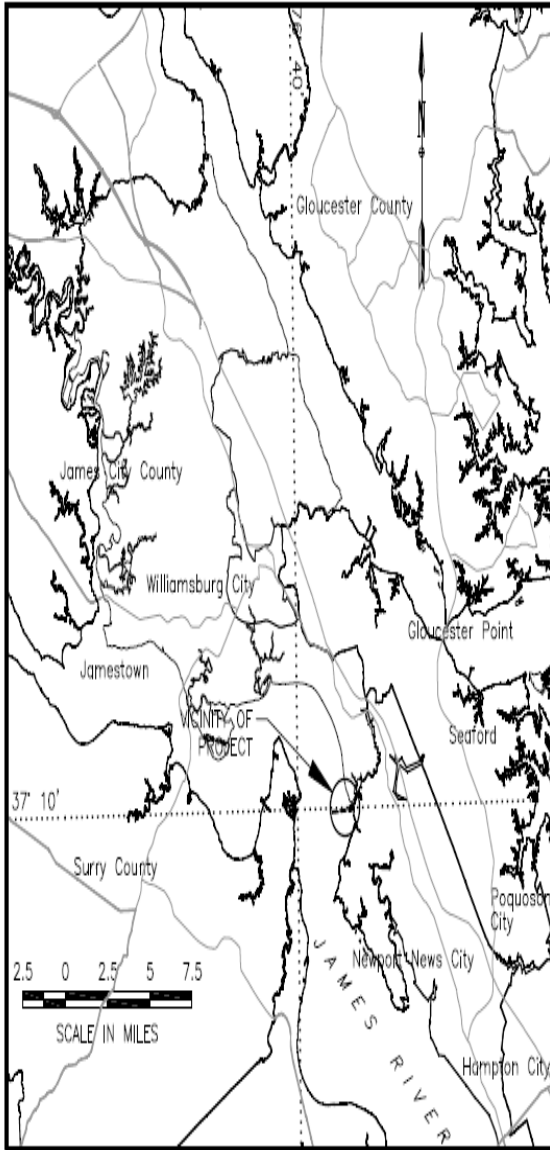 76° 40'
N
Gloucester County
James City County
Williamsburg City
Gloucester Point
Jamestown
VICINITY OF
PROJECT
Seaford
37° 10'
Surry County
Poquoson
City
Newport News City
JAMES RIVER
2.5 0 2.5 5 7.5
SCALE IN MILES
Hampton City